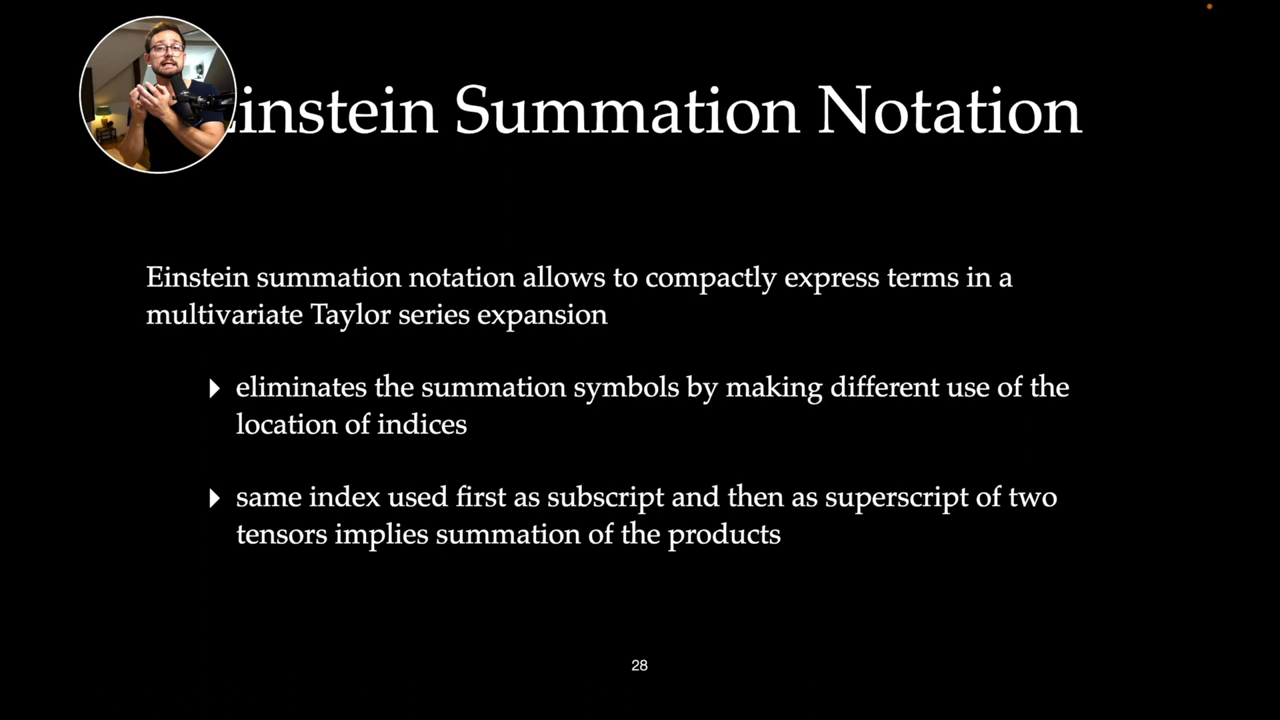 Einstein Summation Notation
Einstein summation notation allows to compactly express terms in a
multivariate Taylor series expansion
eliminates the summation symbols by making different use of the
location of indices
same index used first as subscript and then as superscript of two
tensors implies summation of the products
28